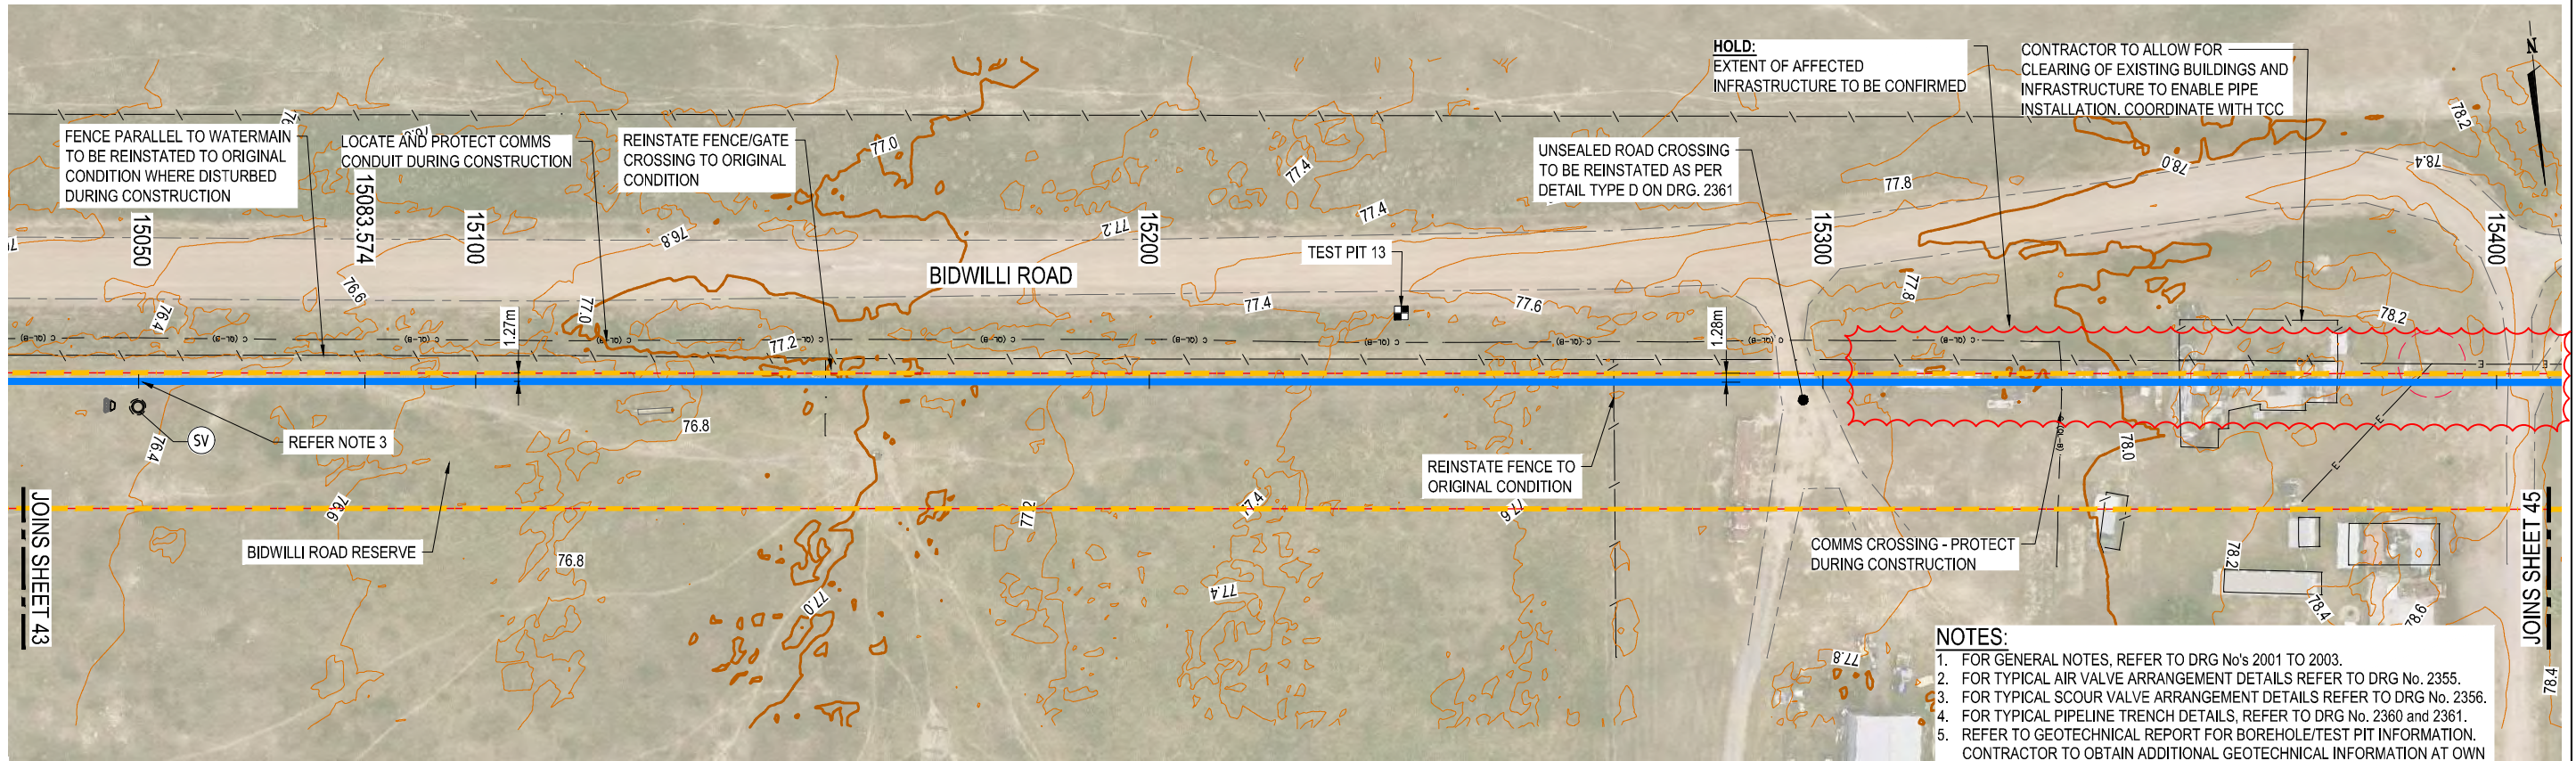 HOLD:
EXTENT OF AFFECTED
INFRASTRUCTURE TO BE CONFIRMED
CONTRACTOR TO ALLOW FOR
CLEARING OF EXISTING BUILDINGS AND
INFRASTRUCTURE TO ENABLE PIPE
INSTALLATION. COORDINATE WITH TCC
N
FENCE PARALLEL TO WATERMAIN
TO BE REINSTATED TO ORIGINAL
CONDITION WHERE DISTURBED
DURING CONSTRUCTION
LOCATE AND PROTECT COMMS
CONDUIT DURING CONSTRUCTION
REINSTATE FENCE/GATE
CROSSING TO ORIGINAL
CONDITION
UNSEALED ROAD CROSSING
TO BE REINSTATED AS PER
DETAIL TYPE D ON DRG. 2361
77.0
77.4
77.8
78.0
78.4
78.2
15050
15083.574
15100
15200
15300
15400
76.8
77.2
77.4
TEST PIT 13
BIDWILLI ROAD
76.6
76.4
77.0
77.4
77.6
77.8
78.2
1.27m
1.28m
77.2
C (QL-B)
C (QL-B)
C (QL-B)
C (QL-B)
C (QL-B)
C (QL-B)
C (QL-B)
C (QL-B)
C (QL-B)
E
E
SV
REFER NOTE 3
76.4
76.8
78.0
E
E
REINSTATE FENCE TO
ORIGINAL CONDITION
JOINS SHEET 43
JOINS SHEET 45
76.6
77.2
77.4
77.6
BIDWILLI ROAD RESERVE
76.8
77.0
77.4
COMMS CROSSING - PROTECT
DURING CONSTRUCTION
78.2
78.4
78.6
77.8
78.4
NOTES:
1. FOR GENERAL NOTES, REFER TO DRG No's 2001 TO 2003.
2. FOR TYPICAL AIR VALVE ARRANGEMENT DETAILS REFER TO DRG No. 2355.
3. FOR TYPICAL SCOUR VALVE ARRANGEMENT DETAILS REFER TO DRG No. 2356.
4. FOR TYPICAL PIPELINE TRENCH DETAILS, REFER TO DRG No. 2360 and 2361.
5. REFER TO GEOTECHNICAL REPORT FOR BOREHOLE/TEST PIT INFORMATION.
CONTRACTOR TO OBTAIN ADDITIONAL GEOTECHNICAL INFORMATION AT OWN